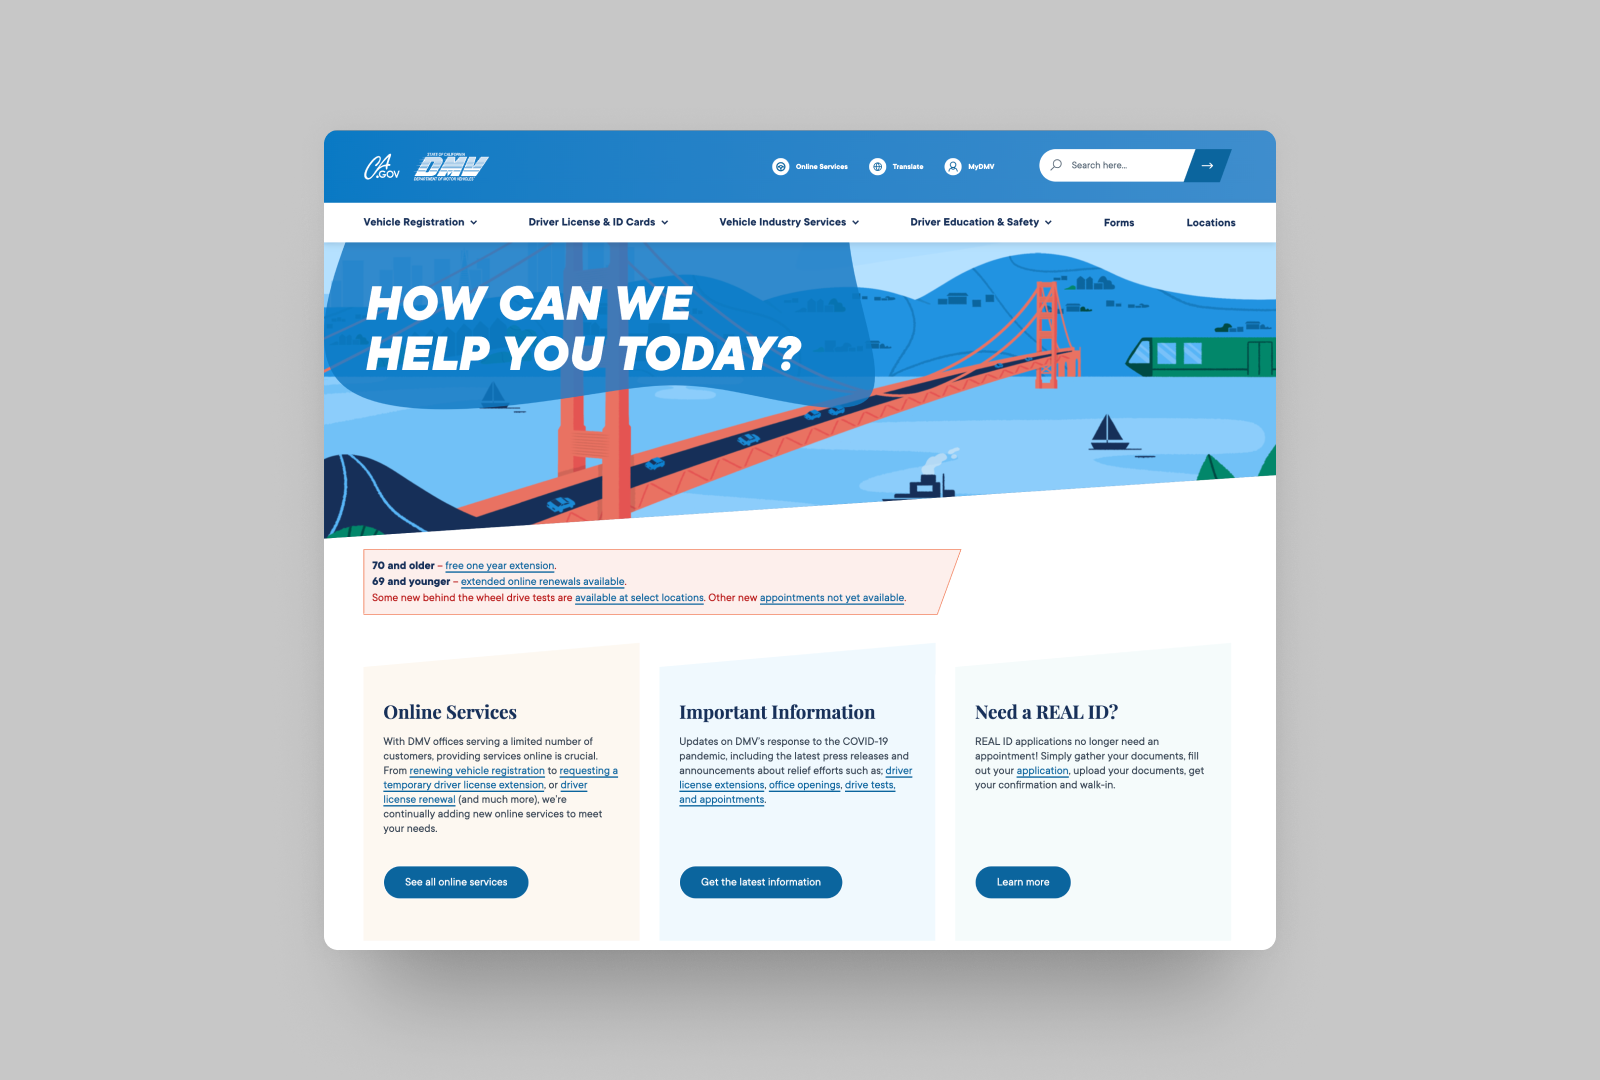 CA
.GOV
STATE OF CALIFORNIA
DMV
DEPARTMENT OF MOTOR VEHICLES
Online Services
Translate
MyDMV
Search here...
Vehicle Registration
Driver License & ID Cards
Vehicle Industry Services
Driver Education & Safety
Forms
Locations
HOW CAN WE
HELP YOU TODAY?
70 and older – free one year extension.
69 and younger – extended online renewals available.
Some new behind the wheel drive tests are available at select locations. Other new appointments not yet available.
Online Services
With DMV offices serving a limited number of
customers, providing services online is crucial.
From renewing vehicle registration to requesting a
temporary driver license extension, or driver
license renewal (and much more), we're
continually adding new online services to meet
your needs.
See all online services
Important Information
Updates on DMV's response to the COVID-19
pandemic, including the latest press releases and
announcements about relief efforts such as; driver
license extensions, office openings, drive tests,
and appointments.
Get the latest information
Need a REAL ID?
REAL ID applications no longer need an
appointment! Simply gather your documents, fill
out your application, upload your documents, get
your confirmation and walk-in.
Learn more